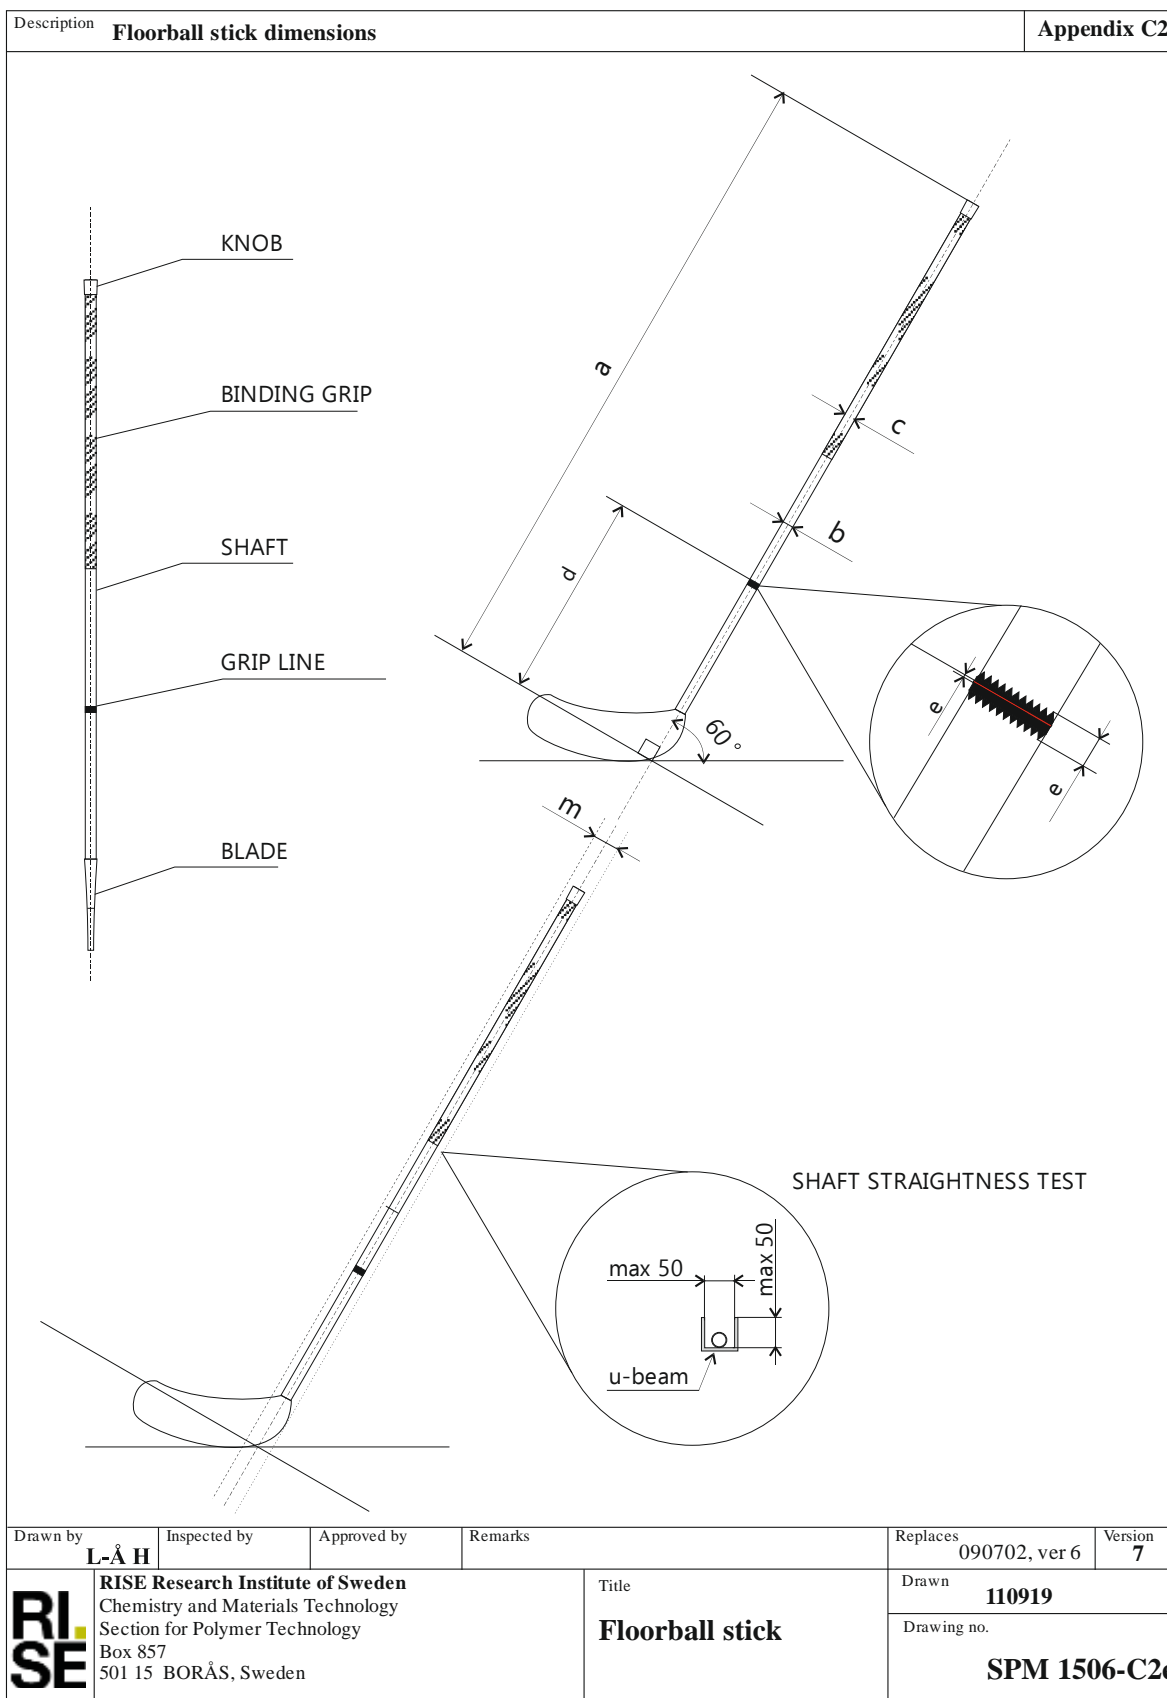 Description Floorball stick dimensions
Appendix C2
KNOB
BINDING GRIP
SHAFT
GRIP LINE
BLADE
a
c
b
d
60°
e
e
m
SHAFT STRAIGHTNESS TEST
max 50
max 50
u-beam
Drawn by
L-Å H
Inspected by
Approved by
Remarks
Replaces
090702, ver 6
Version
7
RI.
SE
RISE Research Institute of Sweden
Chemistry and Materials Technology
Section for Polymer Technology
Box 857
501 15 BORÅS, Sweden
Title
Floorball stick
Drawn
110919
Drawing no.
SPM 1506-C2